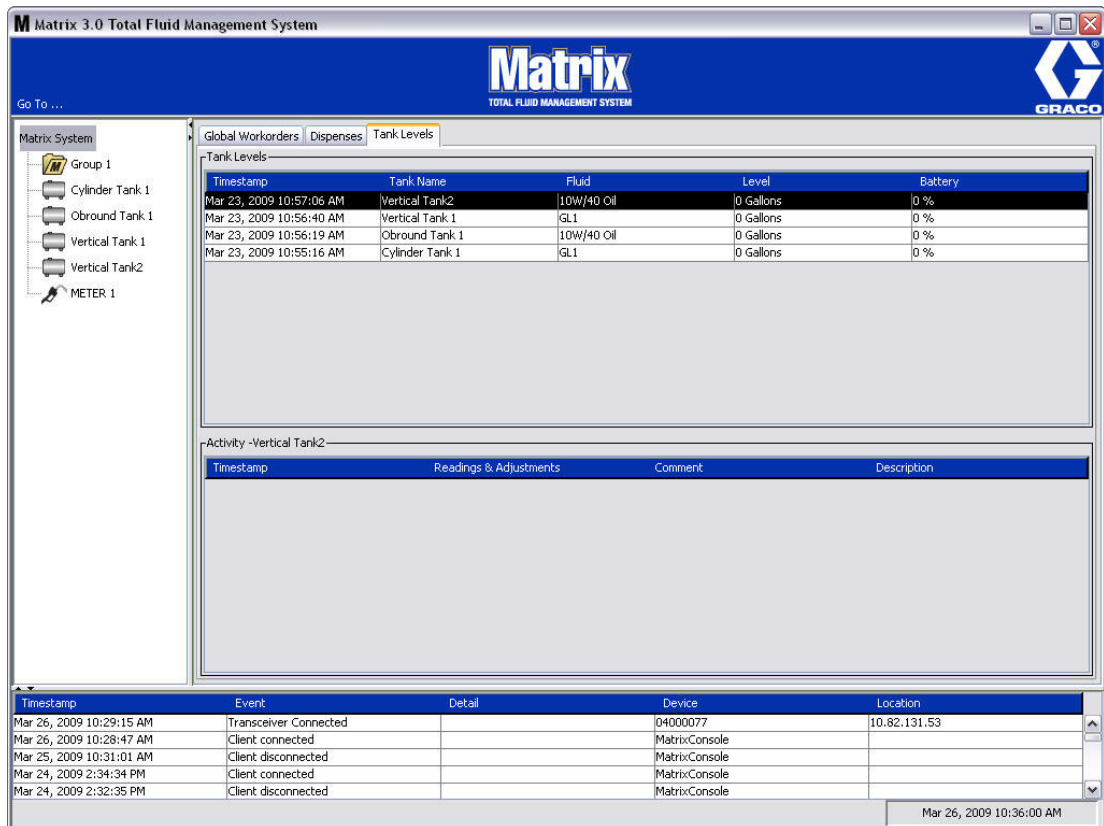 M Matrix 3.0 Total Fluid Management System
Matrix
TOTAL FLUID MANAGEMENT SYSTEM
GRACO®
Go To ...
Matrix System
Group 1
Cylinder Tank 1
Obround Tank 1
Vertical Tank 1
Vertical Tank2
METER 1
Global Workorders Dispenses Tank Levels
Tank Levels
Timestamp Tank Name Fluid Level Battery
Mar 23, 2009 10:57:06 AM Vertical Tank2 10W/40 Oil 0 Gallons 0 %
Mar 23, 2009 10:56:40 AM Vertical Tank 1 GL1 0 Gallons 0 %
Mar 23, 2009 10:56:19 AM Obround Tank 1 10W/40 Oil 0 Gallons 0 %
Mar 23, 2009 10:55:16 AM Cylinder Tank 1 GL1 0 Gallons 0 %
Activity -Vertical Tank2
Timestamp Readings & Adjustments Comment Description
Timestamp Event Detail Device Location
Mar 26, 2009 10:29:15 AM Transceiver Connected 04000077 10.82.131.53
Mar 26, 2009 10:28:47 AM Client connected MatrixConsole
Mar 25, 2009 10:31:01 AM Client disconnected MatrixConsole
Mar 24, 2009 2:34:34 PM Client connected MatrixConsole
Mar 24, 2009 2:32:35 PM Client disconnected MatrixConsole
Mar 26, 2009 10:36:00 AM